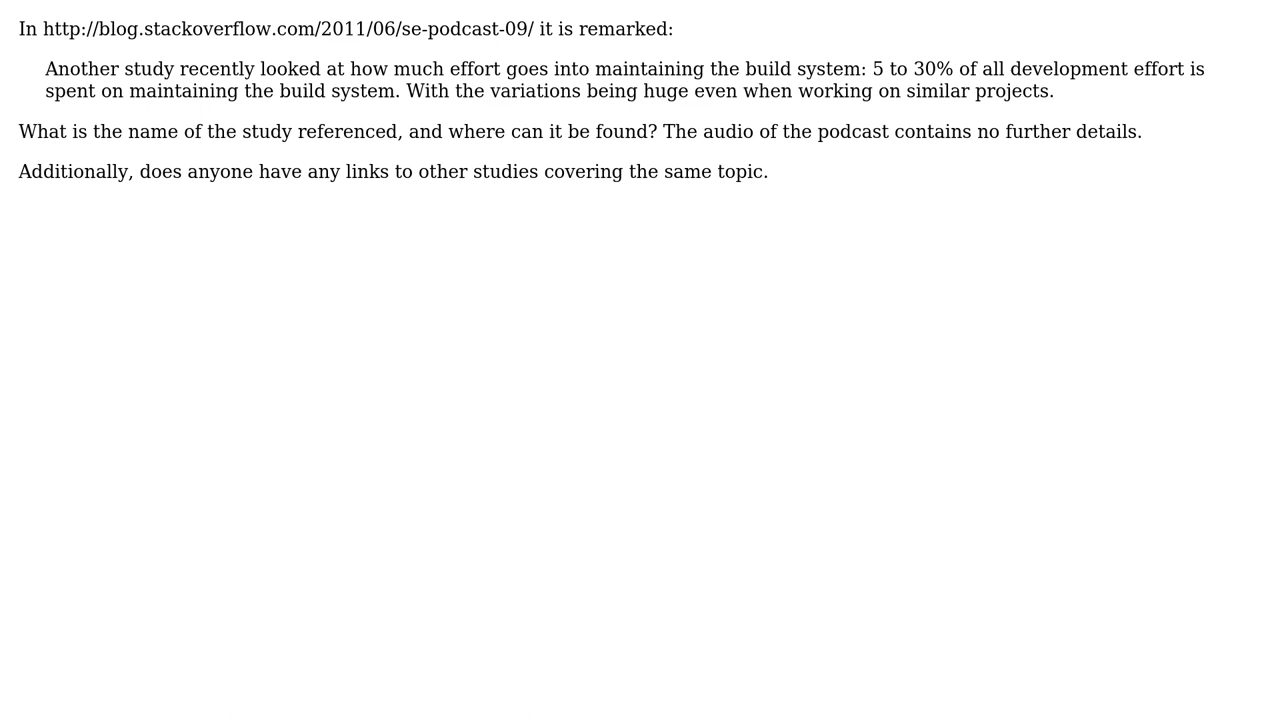 In http://blog.stackoverflow.com/2011/06/se-podcast-09/ it is remarked:
Another study recently looked at how much effort goes into maintaining the build system: 5 to 30% of all development effort is
spent on maintaining the build system. With the variations being huge even when working on similar projects.
What is the name of the study referenced, and where can it be found? The audio of the podcast contains no further details.
Additionally, does anyone have any links to other studies covering the same topic.